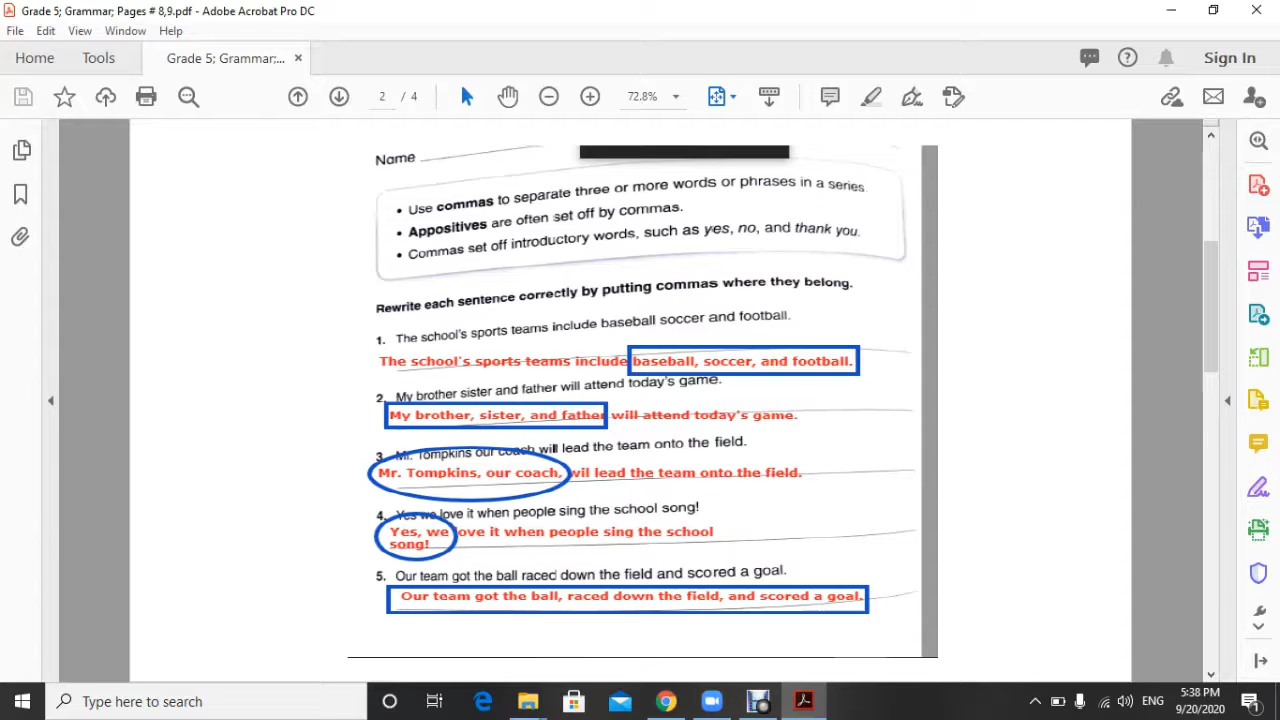 Grade 5; Grammar; Pages # 8,9.pdf - Adobe Acrobat Pro DC
File Edit View Window Help
Home Tools Grade 5; Grammar;... × Sign In
2 / 4 72.8%
Name
• Use commas to separate three or more words or phrases in a series.
• Appositives are often set off by commas.
• Commas set off introductory words, such as yes, no, and thank you.
Rewrite each sentence correctly by putting commas where they belong.
1. The school's sports teams include baseball soccer and football.
The school's sports teams include baseball, soccer, and football.
2. My brother sister and father will attend today's game.
My brother, sister, and father will attend today's game.
3. Mr. Tompkins our coach will lead the team onto the field.
Mr. Tompkins, our coach, wil lead the team onto the field.
4. Yes we love it when people sing the school song!
Yes, we love it when people sing the school
song!
5. Our team got the ball raced down the field and scored a goal.
Our team got the ball, raced down the field, and scored a goal.
Type here to search
ENG
5:38 PM
9/20/2020
1